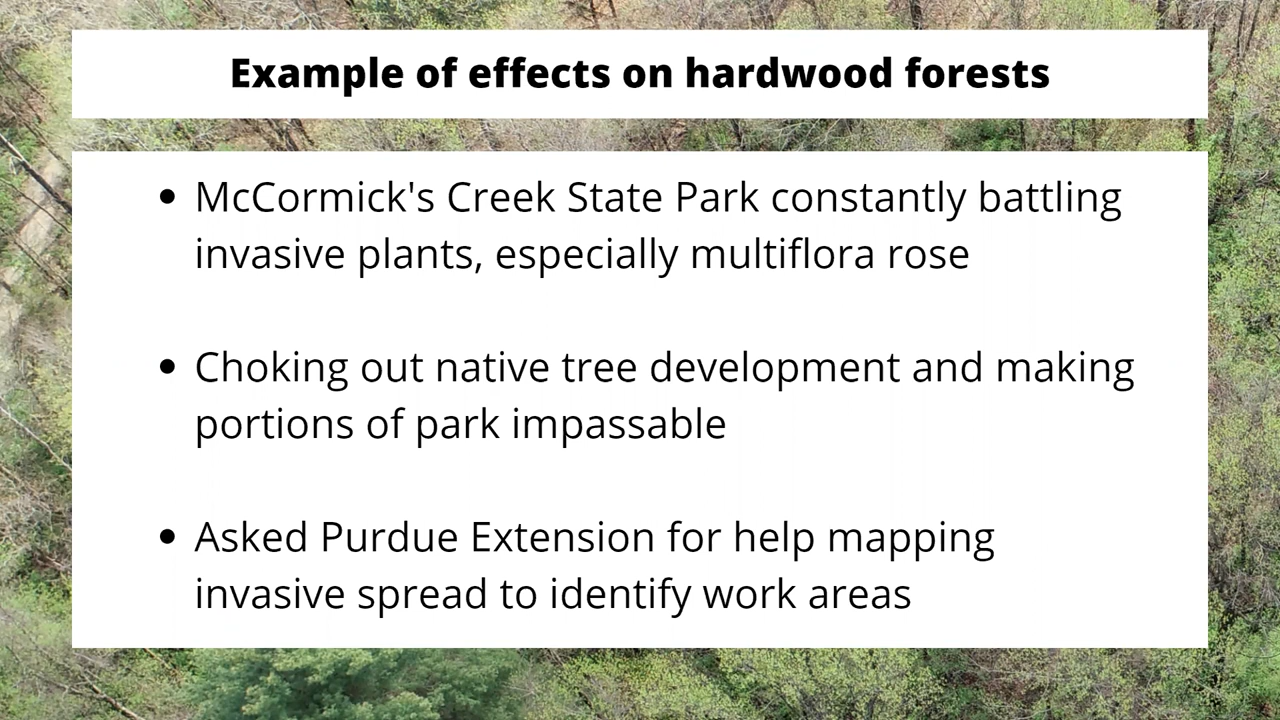 Example of effects on hardwood forests
• McCormick's Creek State Park constantly battling
invasive plants, especially multiflora rose
• Choking out native tree development and making
portions of park impassable
• Asked Purdue Extension for help mapping
invasive spread to identify work areas